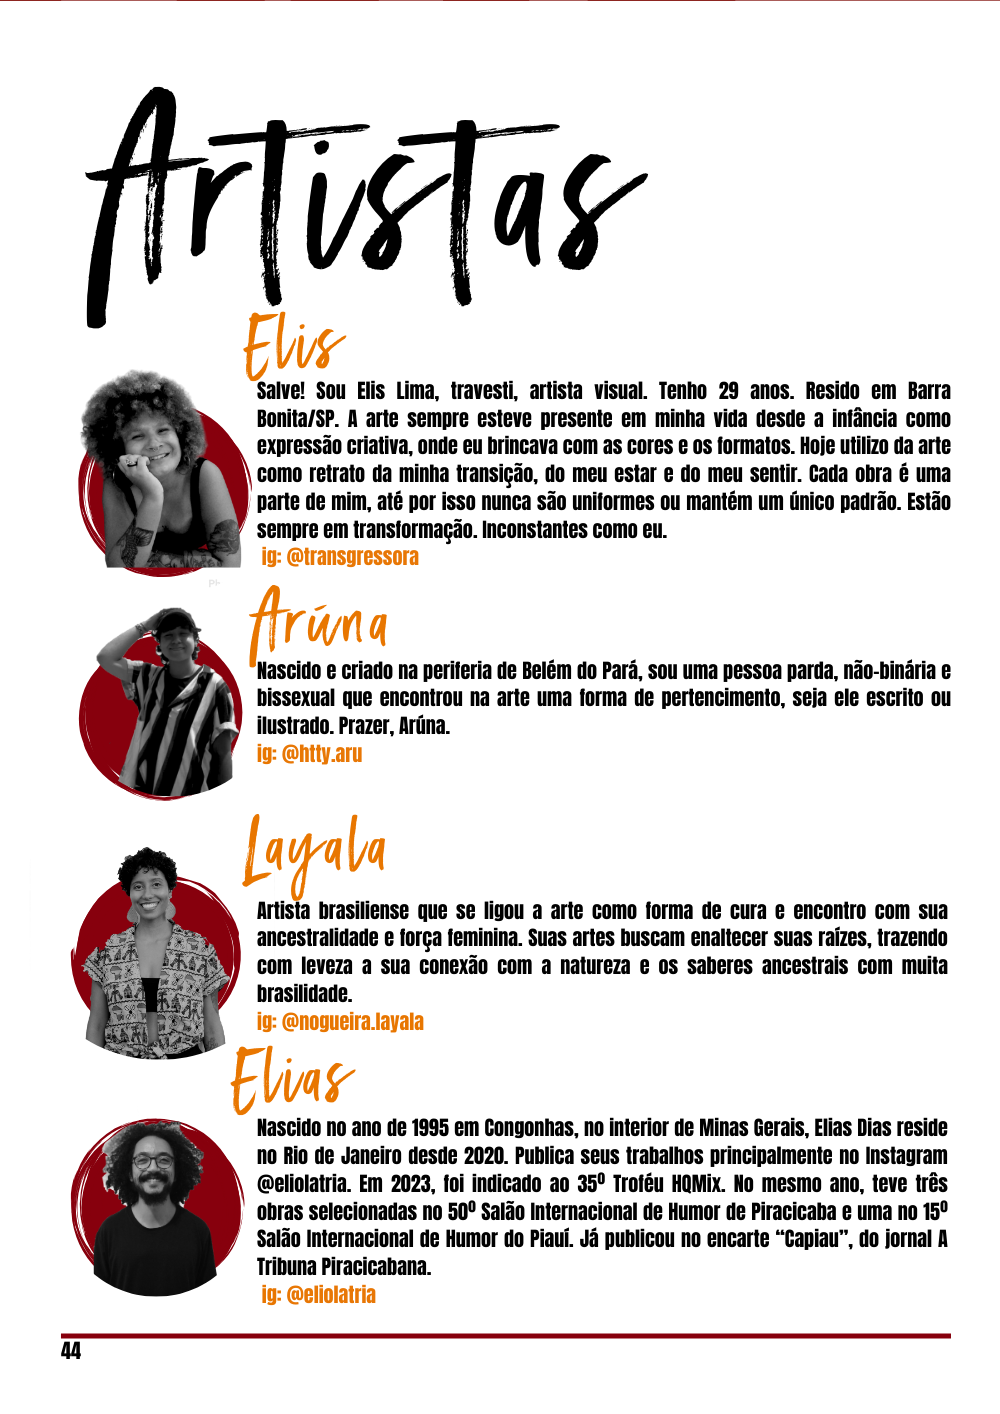 Artistas
Elis
Salve! Sou Elis Lima, travesti, artista visual. Tenho 29 anos. Resido em Barra
Bonita/SP. A arte sempre esteve presente em minha vida desde a infância como
expressão criativa, onde eu brincava com as cores e os formatos. Hoje utilizo da arte
como retrato da minha transição, do meu estar e do meu sentir. Cada obra é uma
parte de mim, até por isso nunca são uniformes ou mantém um único padrão. Estão
sempre em transformação. Inconstantes como eu.
ig: @transgressora
Arúna
Nascido e criado na periferia de Belém do Pará, sou uma pessoa parda, não-binária e
bissexual que encontrou na arte uma forma de pertencimento, seja ele escrito ou
ilustrado. Prazer, Arúna.
ig: @htty.aru
Layala
Artista brasiliense que se ligou a arte como forma de cura e encontro com sua
ancestralidade e força feminina. Suas artes buscam enaltecer suas raízes, trazendo
com leveza a sua conexão com a natureza e os saberes ancestrais com muita
brasilidade.
ig: @nogueira.layala
Elias
Nascido no ano de 1995 em Congonhas, no interior de Minas Gerais, Elias Dias reside
no Rio de Janeiro desde 2020. Publica seus trabalhos principalmente no Instagram
@eliolatria. Em 2023, foi indicado ao 35º Troféu HQMix. No mesmo ano, teve três
obras selecionadas no 50º Salão Internacional de Humor de Piracicaba e uma no 15º
Salão Internacional de Humor do Piauí. Já publicou no encarte “Capiau”, do jornal A
Tribuna Piracicabana.
ig: @eliolatria
44